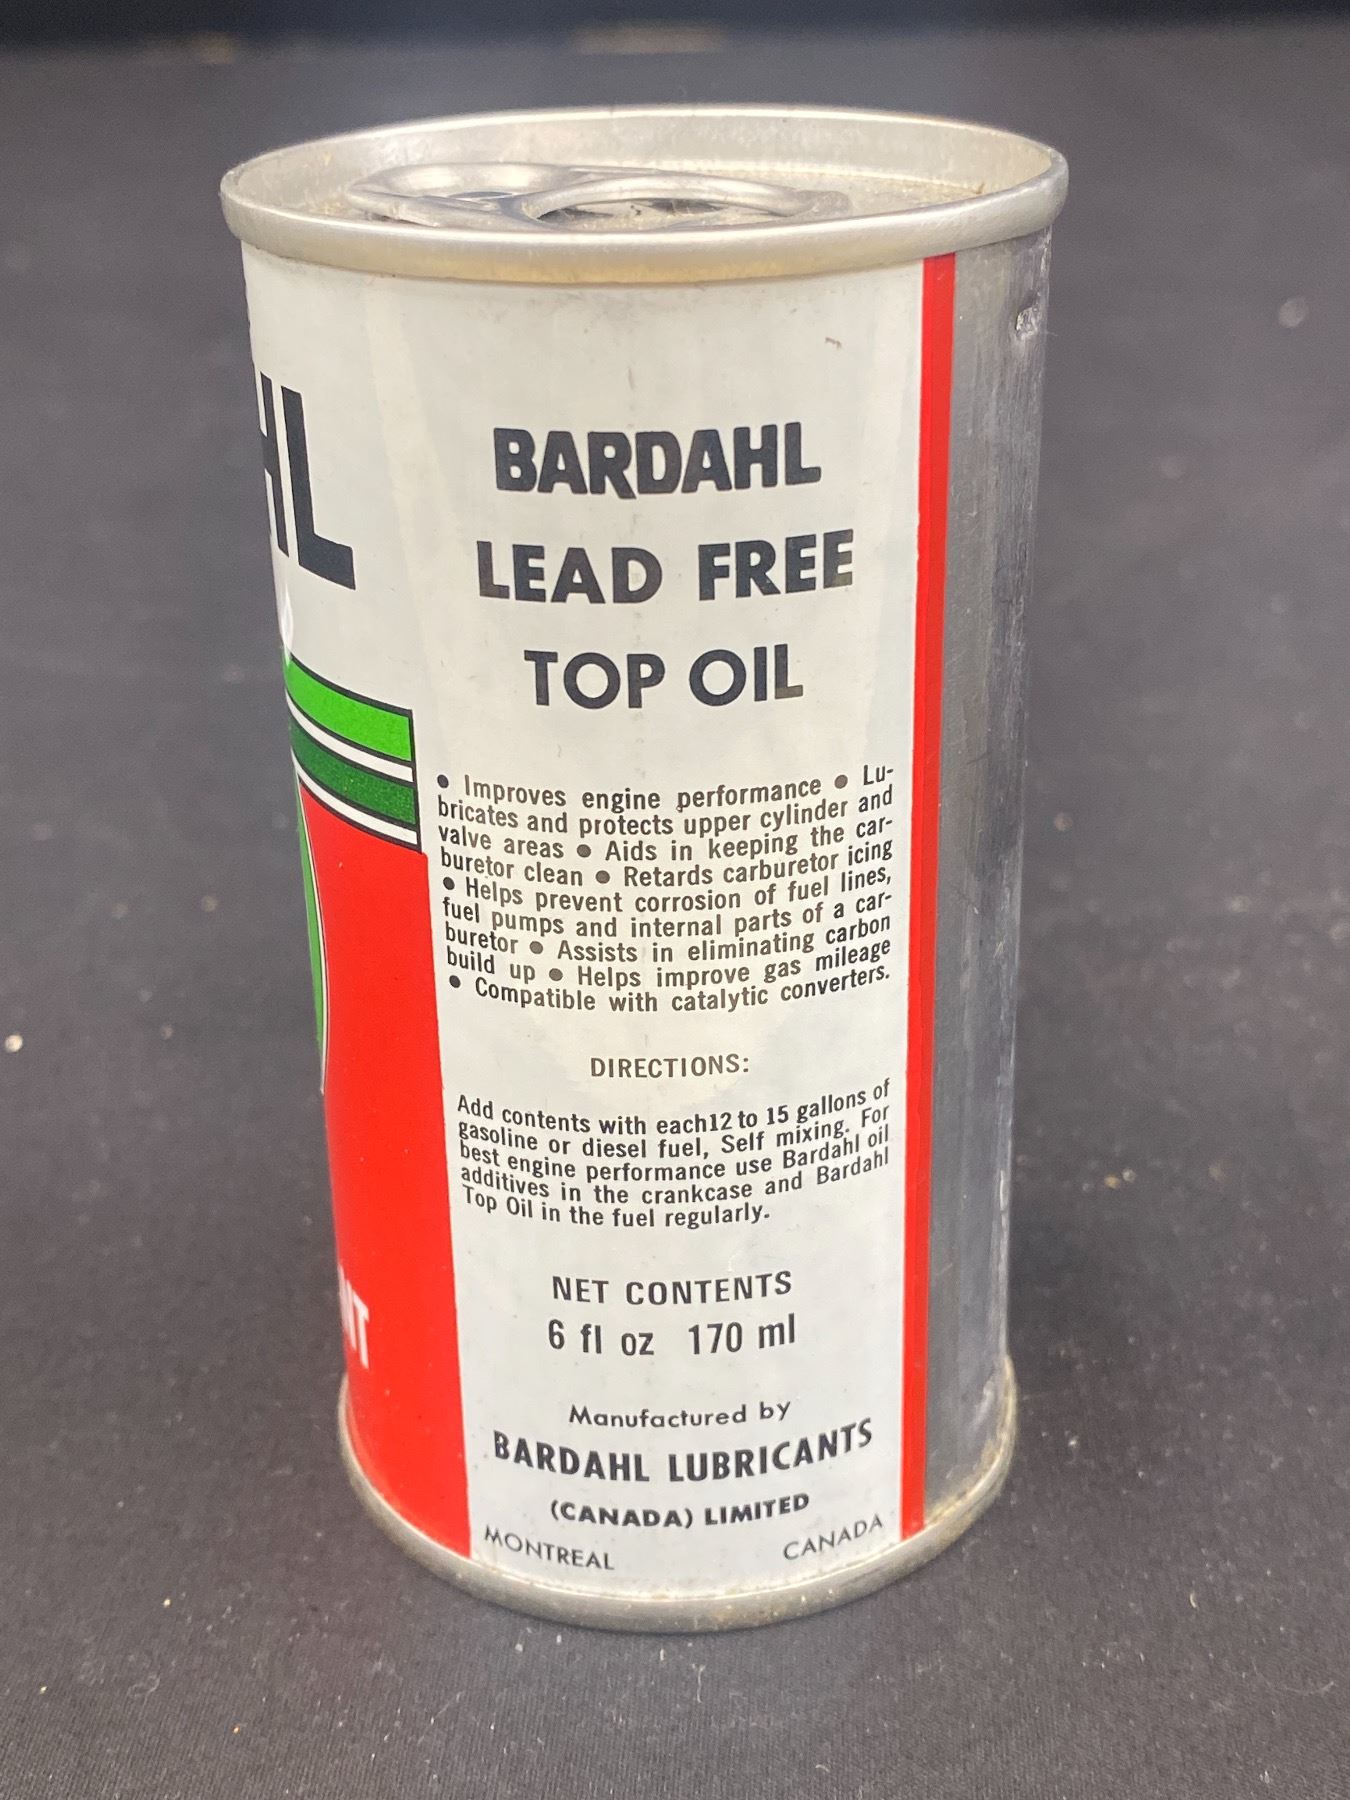 HL
BARDAHL
LEAD FREE
TOP OIL
• Improves engine performance • Lu-
bricates and protects upper cylinder and
valve areas • Aids in keeping the car-
buretor clean • Retards carburetor icing
• Helps prevent corrosion of fuel lines,
fuel pumps and internal parts of a car-
buretor • Assists in eliminating carbon
build up • Helps improve gas mileage
• Compatible with catalytic converters.
DIRECTIONS:
Add contents with each12 to 15 gallons of
gasoline or diesel fuel, Self mixing. For
best engine performance use Bardahl oil
additives in the crankcase and Bardahl
Top Oil in the fuel regularly.
NET CONTENTS
6 fl oz 170 ml
Manufactured by
BARDAHL LUBRICANTS
(CANADA) LIMITED
MONTREAL CANADA
NT